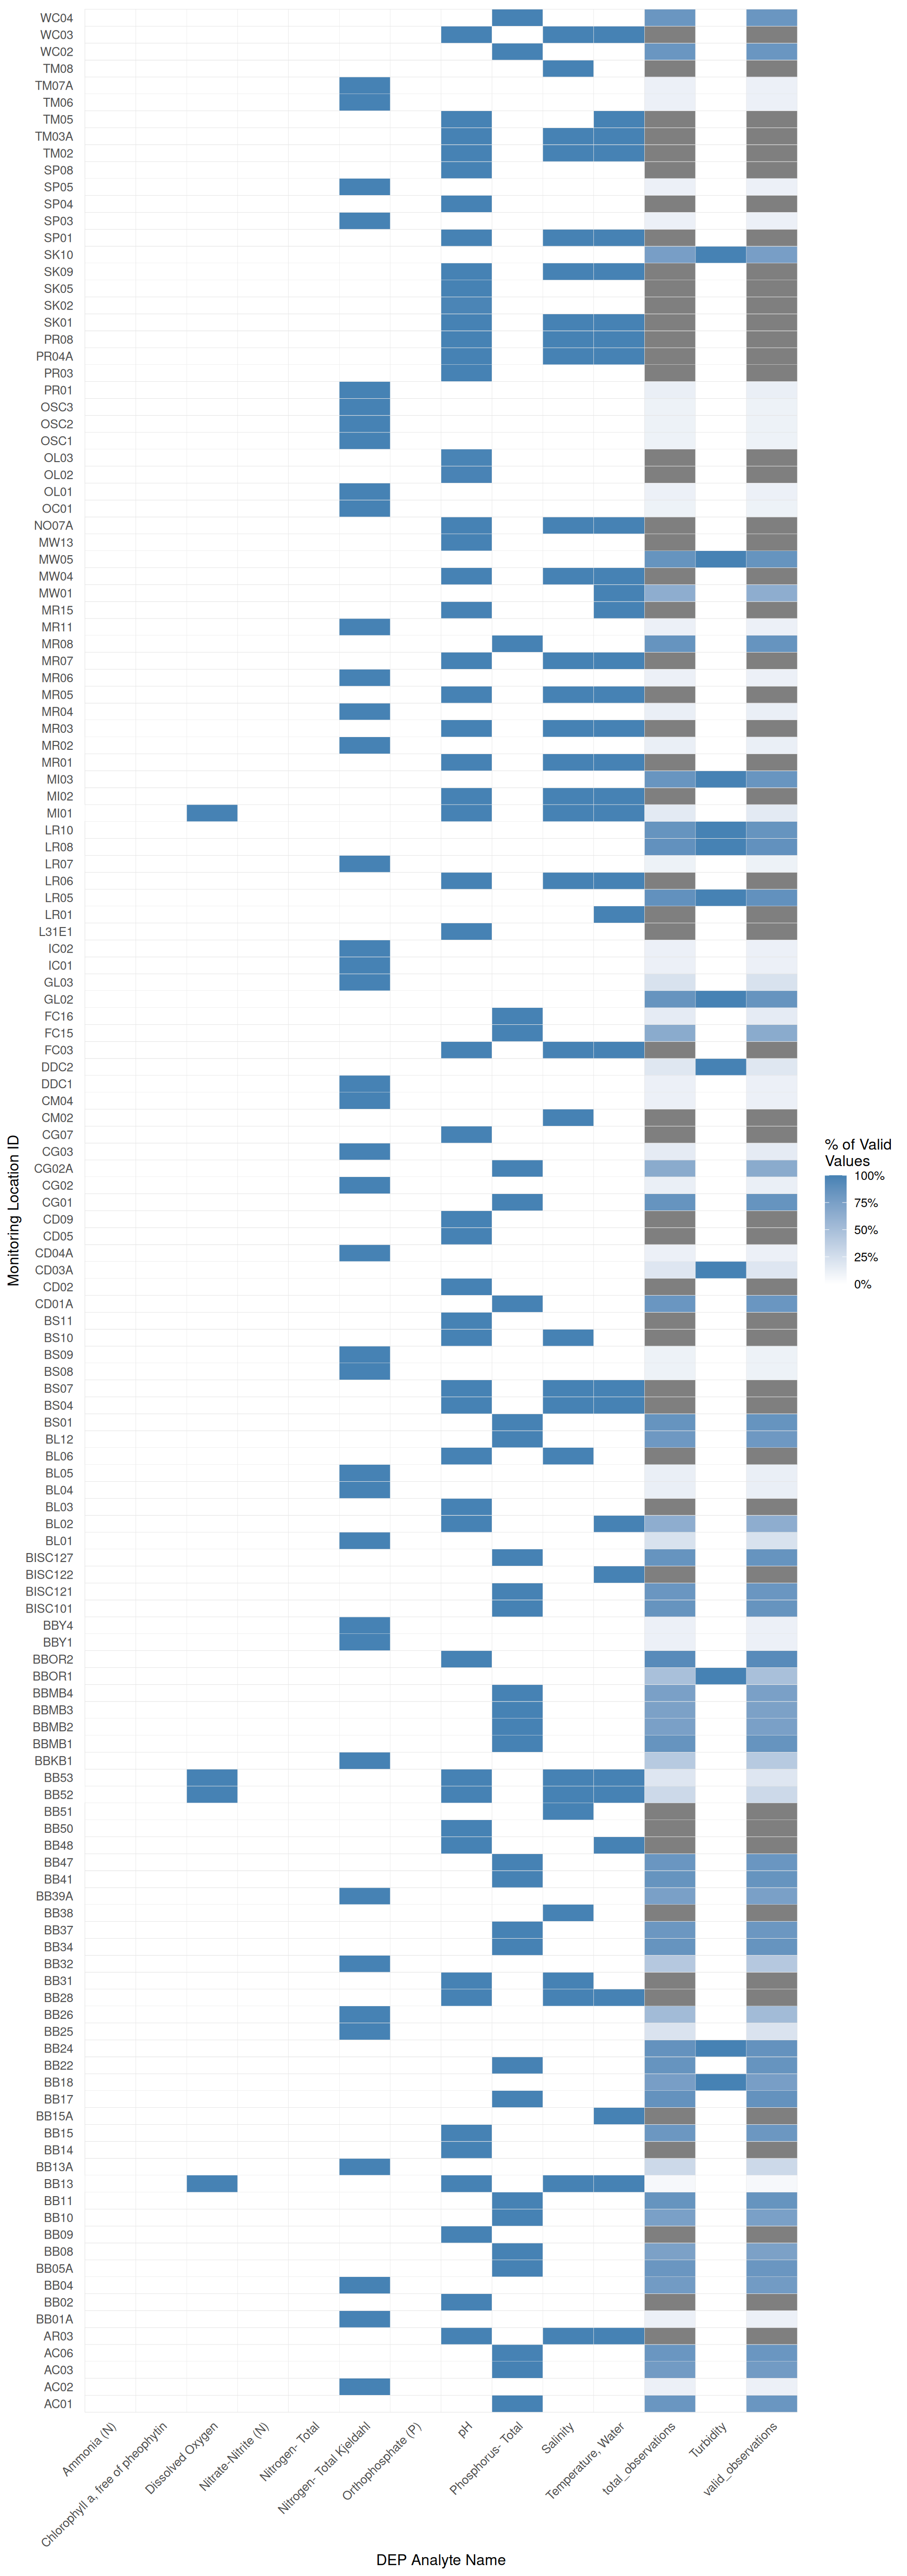 WC04
WC03
WC02
TM08
TM07A
TM06
TM05
TM03A
TM02
SP08
SP05
SP04
SP03
SP01
SK10
SK09
SK05
SK02
SK01
PR08
PR04A
PR03
PR01
OSC3
OSC2
OSC1
OL03
OL02
OL01
OC01
NO07A
MW13
MW05
MW04
MW01
MR15
MR11
MR08
MR07
MR06
MR05
MR04
MR03
MR02
MR01
MI03
MI02
MI01
LR10
LR08
LR07
LR06
LR05
LR01
L31E1
IC02
IC01
GL03
GL02
FC16
FC15
FC03
DDC2
DDC1
CM04
CM02
CG07
CG03
CG02A
CG02
CG01
CD09
CD05
CD04A
CD03A
CD02
CD01A
BS11
BS10
BS09
BS08
BS07
BS04
BS01
BL12
BL06
BL05
BL04
BL03
BL02
BL01
BISC127
BISC122
BISC121
BISC101
BBY4
BBY1
BBOR2
BBOR1
BBMB4
BBMB3
BBMB2
BBMB1
BBKB1
BB53
BB52
BB51
BB50
BB48
BB47
BB41
BB39A
BB38
BB37
BB34
BB32
BB31
BB28
BB26
BB25
BB24
BB22
BB18
BB17
BB15A
BB15
BB14
BB13A
BB13
BB11
BB10
BB09
BB08
BB05A
BB04
BB02
BB01A
AR03
AC06
AC03
AC02
AC01
Monitoring Location ID
Ammonia (N)
Chlorophyll a, free of pheophytin
Dissolved Oxygen
Nitrate-Nitrite (N)
Nitrogen- Total
Nitrogen- Total Kjeldahl
Orthophosphate (P)
pH
Phosphorus- Total
Salinity
Temperature, Water
total_observations
Turbidity
valid_observations
DEP Analyte Name
% of Valid
Values
100%
75%
50%
25%
0%